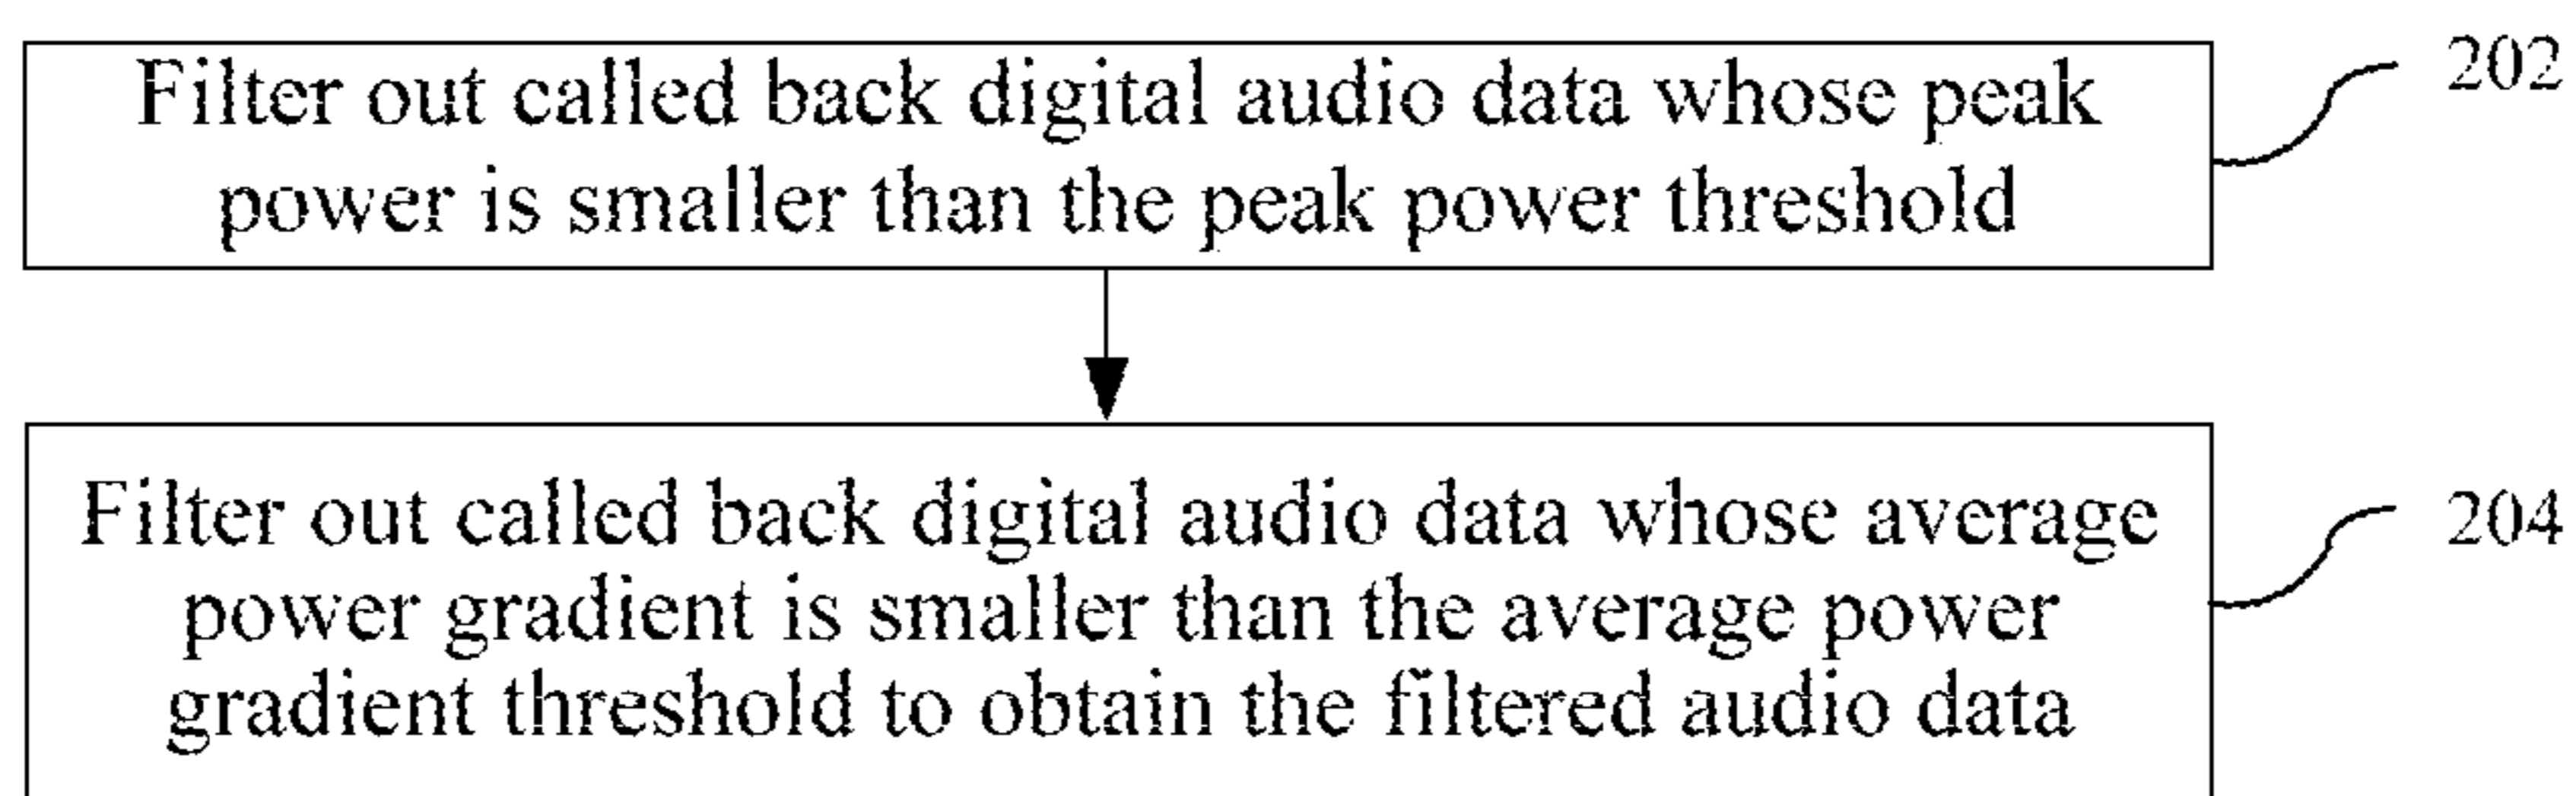 Filter out called back digital audio data whose peak
power is smaller than the peak power threshold
202
Filter out called back digital audio data whose average
power gradient is smaller than the average power
gradient threshold to obtain the filtered audio data
204